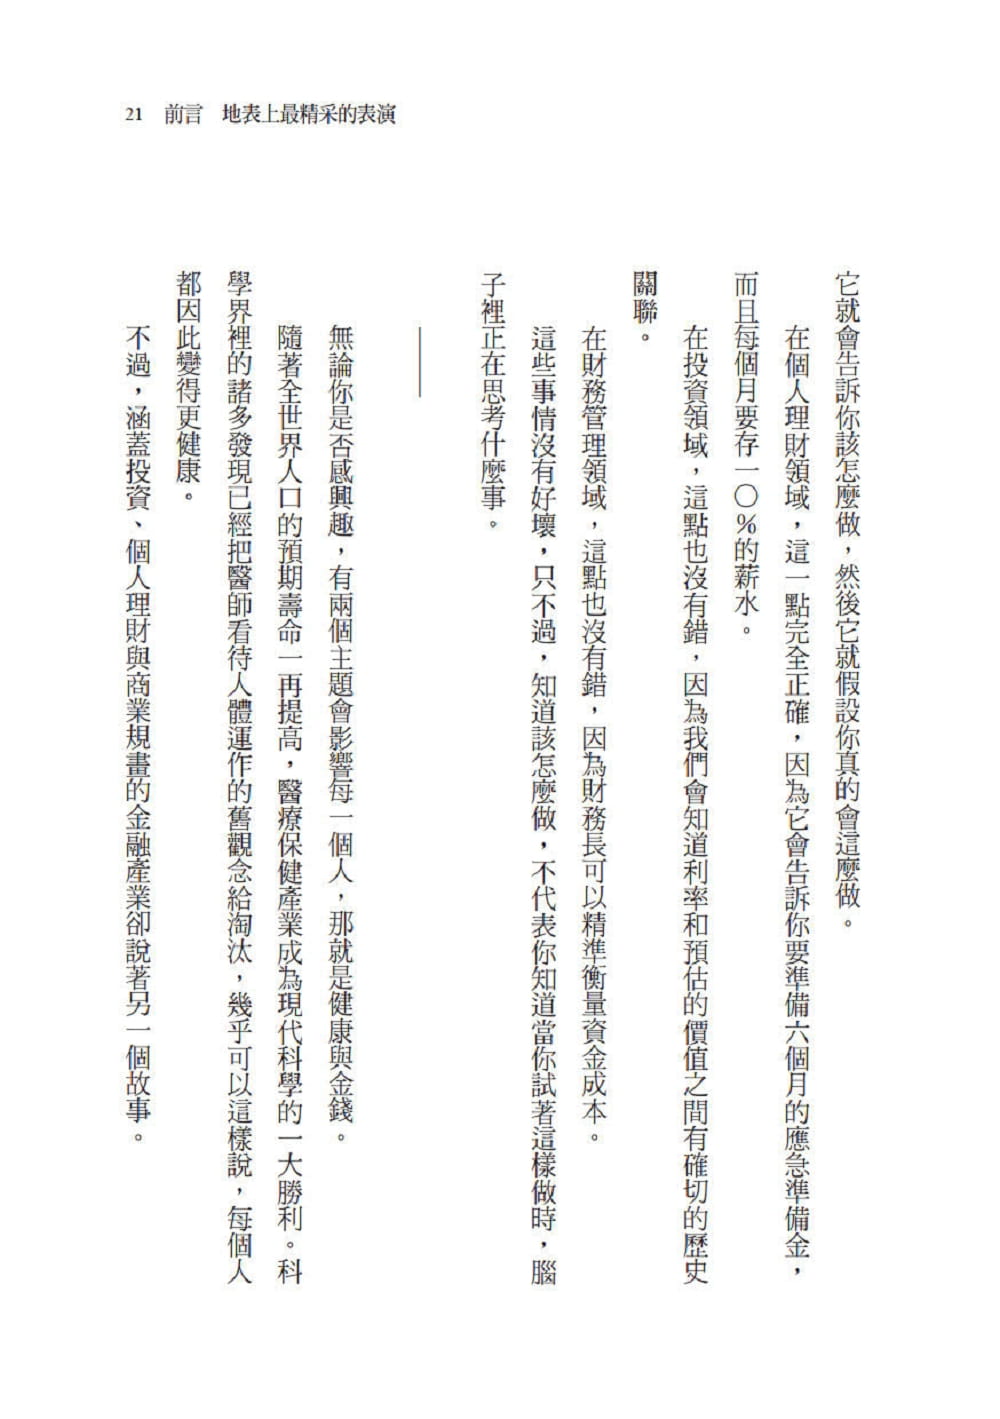 21 前言 地表上最精采的表演
它就會告訴你該怎麼做，然後它就假設你真的會這麼做。
在個人理財領域，這一點完全正確，因為它會告訴你要準備六個月的應急準備金，
而且每個月要存一〇％的薪水。
在投資領域，這點也沒有錯，因為我們會知道利率和預估的價值之間有確切的歷史
關聯。
在財務管理領域，這點也沒有錯，因為財務長可以精準衡量資金成本。
這些事情沒有好壞，只不過，知道該怎麼做，不代表你知道當你試著這樣做時，腦
子裡正在思考什麼事。
無論你是否感興趣，有兩個主題會影響每一個人，那就是健康與金錢。
隨著全世界人口的預期壽命一再提高，醫療保健產業成為現代科學的一大勝利。科
學界裡的諸多發現已經把醫師看待人體運作的舊觀念給淘汰，幾乎可以這樣說，每個人
都因此變得更健康。
不過，涵蓋投資、個人理財與商業規畫的金融產業卻說著另一個故事。